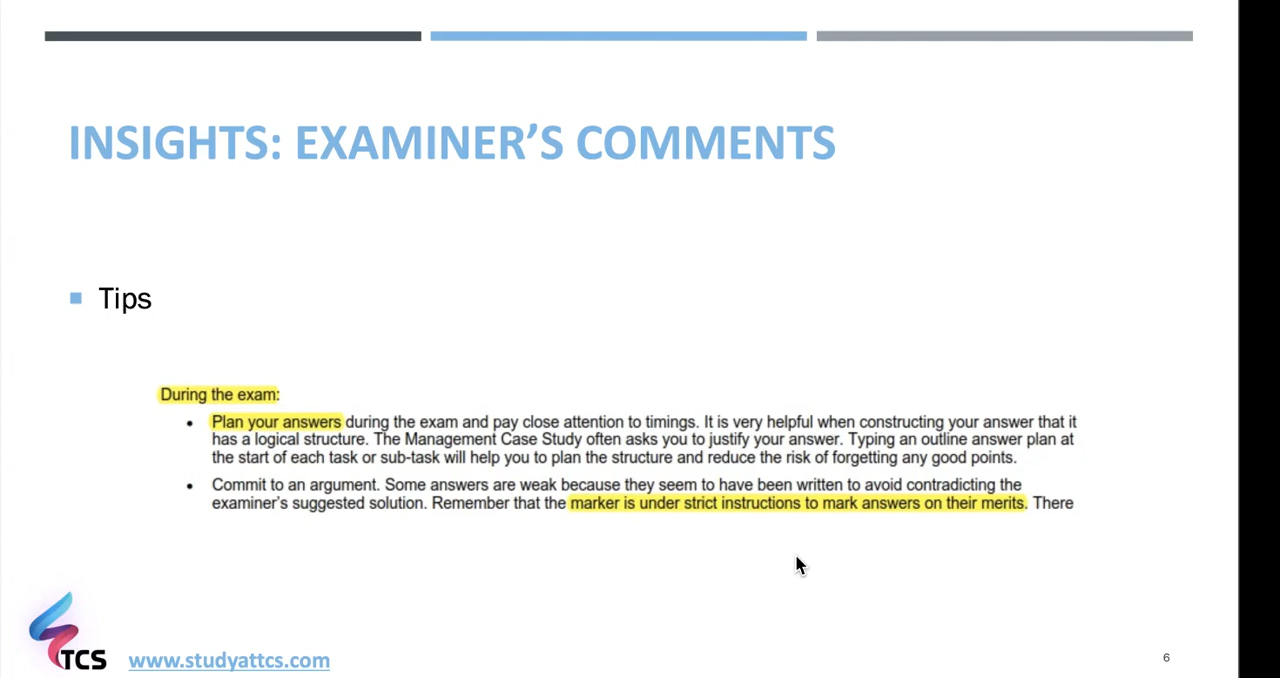 INSIGHTS: EXAMINER’S COMMENTS
Tips
During the exam:
Plan your answers during the exam and pay close attention to timings. It is very helpful when constructing your answer that it
has a logical structure. The Management Case Study often asks you to justify your answer. Typing an outline answer plan at
the start of each task or sub-task will help you to plan the structure and reduce the risk of forgetting any good points.
Commit to an argument. Some answers are weak because they seem to have been written to avoid contradicting the
examiner’s suggested solution. Remember that the marker is under strict instructions to mark answers on their merits. There
TCS
www.studyattcs.com
6